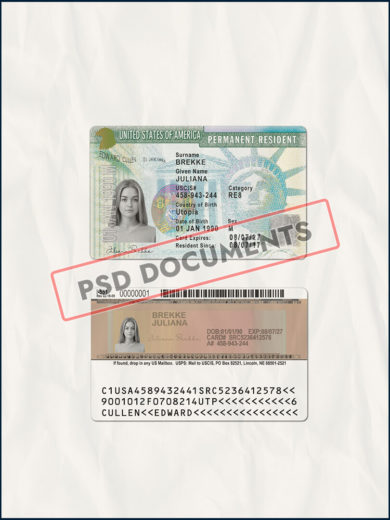 UNITED STATES OF AMERICA
PERMANENT RESIDENT
EDWARD CULLEN
Surname
BREKKE
Given Name
JULIANA
USCIS# Category
458-943-244 RE8
Country of Birth
Utopia
Date of Birth Sex
01 JAN 1990 M
Card Expires: 08/07/27
Resident Since: 08/07/17
PSD DOCUMENTS
00000001
BREKKE
JULIANA
DOB:01/01/90 EXP:08/07/27
CARD# SRC5236412578
A# 458-943-244
If found, drop in any US Mailbox. USPS: Mail to USCIS, PO Box 82521, Lincoln, NE 68501-2521
C1USA4589432441SRC5236412578<<
9001012F0708214UTP<<<<<<<<<<<6
CULLEN<<EDWARD<<<<<<<<<<<<<<<<